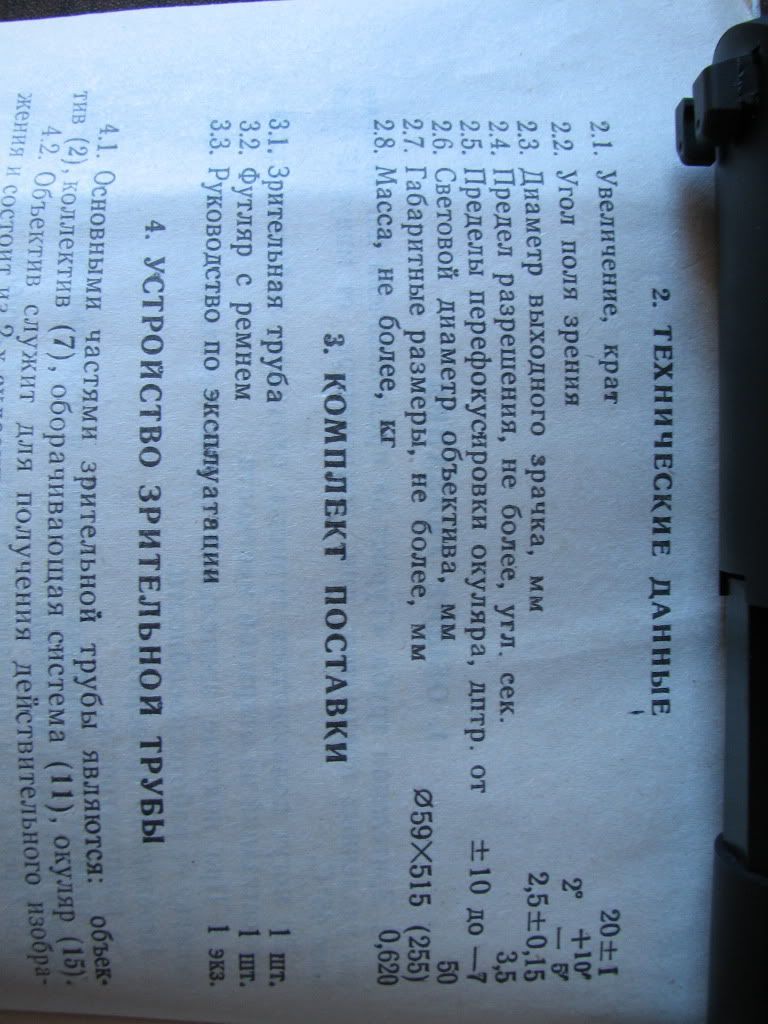 2. ТЕХНИЧЕСКИЕ ДАННЫЕ
2.1. Увеличение, крат 20±1
2.2. Угол поля зрения 2° +10′ —5′
2.3. Диаметр выходного зрачка, мм 2,5±0,15
2.4. Предел разрешения, не более, угл. сек. 3,5
2.5. Пределы перефокусировки окуляра, дптр. от ±10 до —7
2.6. Световой диаметр объектива, мм 50
2.7. Габаритные размеры, не более, мм Ø59×515 (255)
2.8. Масса, не более, кг 0,620
3. КОМПЛЕКТ ПОСТАВКИ
3.1. Зрительная труба 1 шт.
3.2. Футляр с ремнем 1 шт.
3.3. Руководство по эксплуатации 1 экз.
4. УСТРОЙСТВО ЗРИТЕЛЬНОЙ ТРУБЫ
4.1. Основными частями зрительной трубы являются: объек-
тив (2), коллектив (7), оборачивающая система (11), окуляр (15).
4.2. Объектив служит для получения действительного изобра-
жения и состоит из 2-х